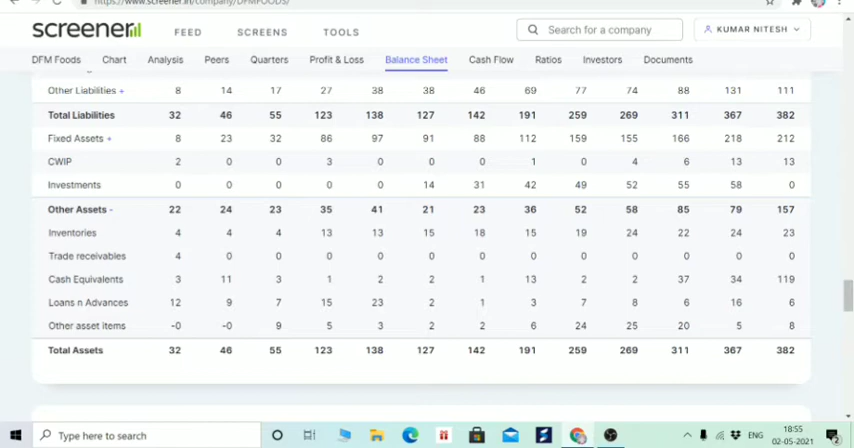 https://www.screener.in/company/DFMFOODS/
screener FEED SCREENS TOOLS Search for a company KUMAR NITESH
DFM Foods Chart Analysis Peers Quarters Profit & Loss Balance Sheet Cash Flow Ratios Investors Documents
Other Liabilities + 8 14 17 27 38 38 46 69 77 74 88 131 111
Total Liabilities 32 46 55 123 138 127 142 191 259 269 311 367 382
Fixed Assets + 8 23 32 86 97 91 88 112 159 155 166 218 212
CWIP 2 0 0 3 0 0 0 1 0 4 6 13 13
Investments 0 0 0 0 0 14 31 42 49 52 55 58 0
Other Assets - 22 24 23 35 41 21 23 36 52 58 85 79 157
Inventories 4 4 4 13 13 15 18 15 19 24 22 24 23
Trade receivables 4 0 0 0 0 0 0 0 0 0 0 0 0
Cash Equivalents 3 11 3 1 2 2 1 13 2 2 37 34 119
Loans n Advances 12 9 7 15 23 2 1 3 7 8 6 16 6
Other asset items -0 -0 9 5 3 2 2 6 24 25 20 5 8
Total Assets 32 46 55 123 138 127 142 191 259 269 311 367 382
Type here to search ENG 18:55
02-05-2021 2